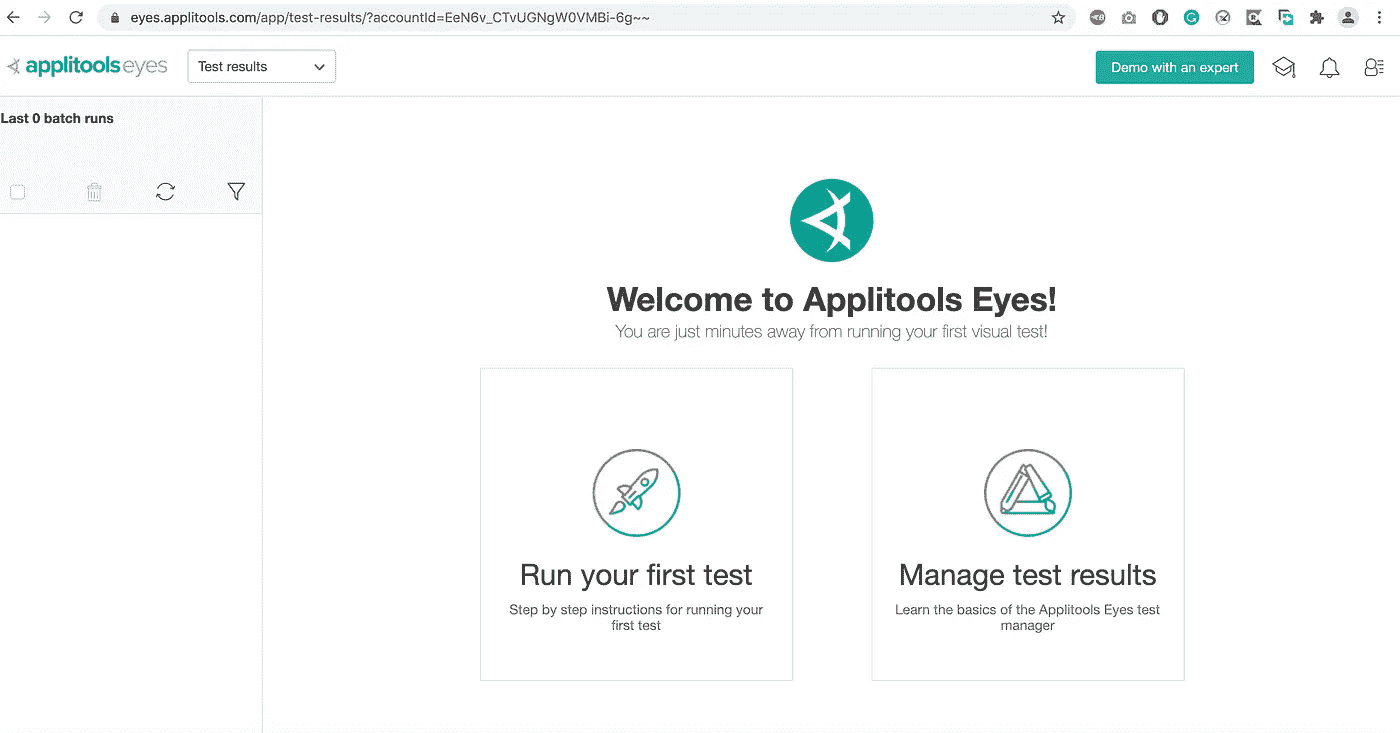 eyes.applitools.com/app/test-results/?accountId=EeN6v_CTvUGNgW0VMBi-6g~~
applitools eyes
Test results
Demo with an expert
Last 0 batch runs
Welcome to Applitools Eyes!
You are just minutes away from running your first visual test!
Run your first test
Step by step instructions for running your
first test
Manage test results
Learn the basics of the Applitools Eyes test
manager